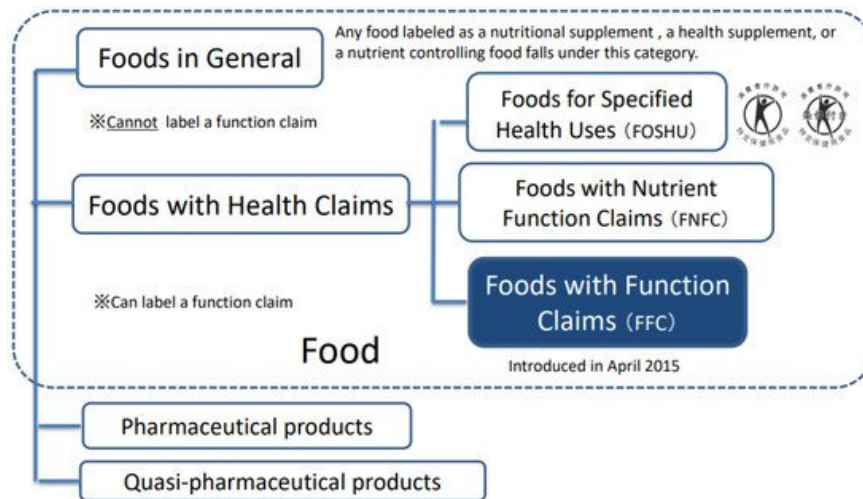 Foods in General
Any food labeled as a nutritional supplement , a health supplement, or
a nutrient controlling food falls under this category.
※Cannot label a function claim
Foods for Specified
Health Uses (FOSHU)
Foods with Health Claims
Foods with Nutrient
Function Claims (FNFC)
※Can label a function claim
Foods with Function
Claims (FFC)
Food
Introduced in April 2015
Pharmaceutical products
Quasi-pharmaceutical products